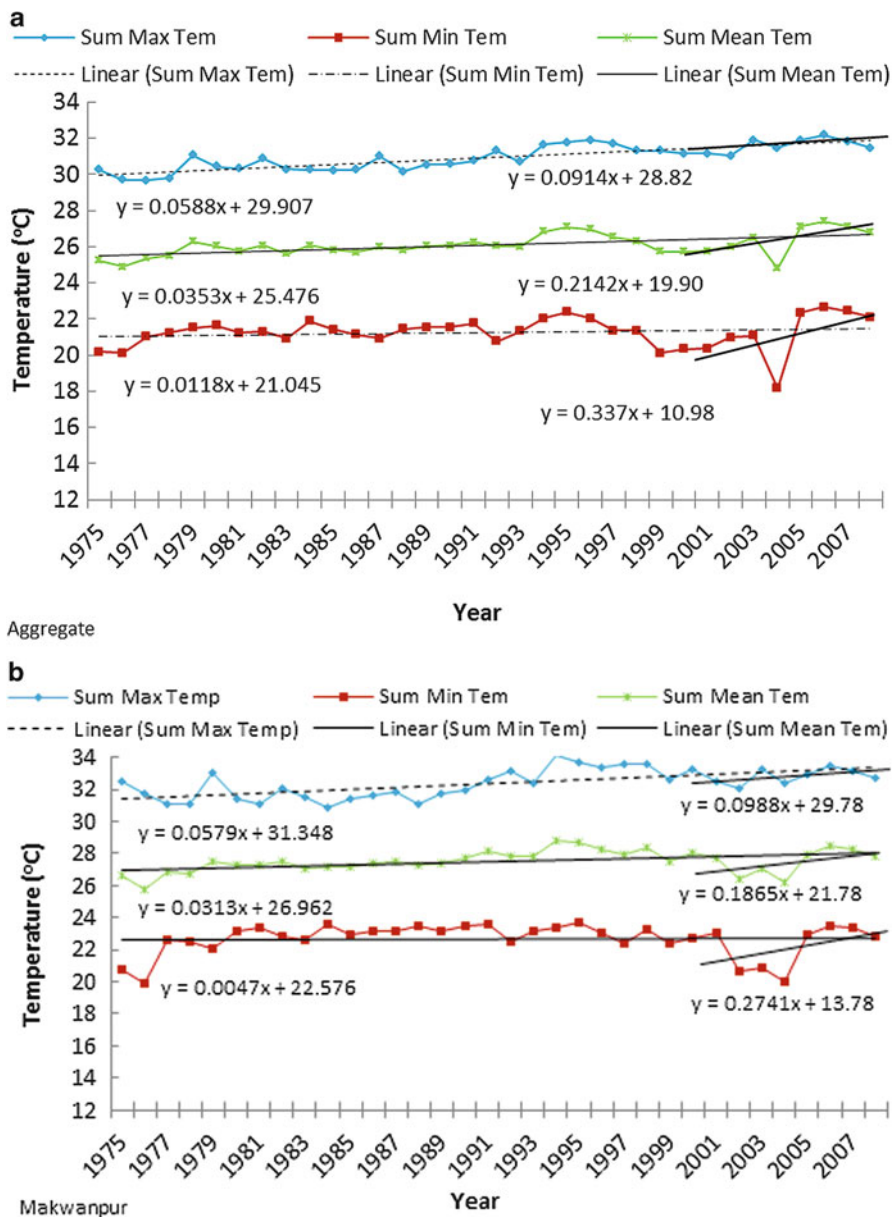 a
Sum Max Tem Sum Min Tem Sum Mean Tem
Linear (Sum Max Tem) Linear (Sum Min Tem) Linear (Sum Mean Tem)
34
32
30
28
26
24
22
20
18
16
14
12
Temperature (°C)
y = 0.0588x + 29.907
y = 0.0914x + 28.82
y = 0.0353x + 25.476
y = 0.2142x + 19.90
y = 0.0118x + 21.045
y = 0.337x + 10.98
1975 1977 1979 1981 1983 1985 1987 1989 1991 1993 1995 1997 1999 2001 2003 2005 2007
Year
Aggregate
b
Sum Max Temp Sum Min Tem Sum Mean Tem
Linear (Sum Max Temp) Linear (Sum Min Tem) Linear (Sum Mean Tem)
34
32
30
28
26
24
22
20
18
16
14
12
Temperature (°C)
y = 0.0579x + 31.348
y = 0.0988x + 29.78
y = 0.0313x + 26.962
y = 0.1865x + 21.78
y = 0.0047x + 22.576
y = 0.2741x + 13.78
1975 1977 1979 1981 1983 1985 1987 1989 1991 1993 1995 1997 1999 2001 2003 2005 2007
Year
Makwanpur